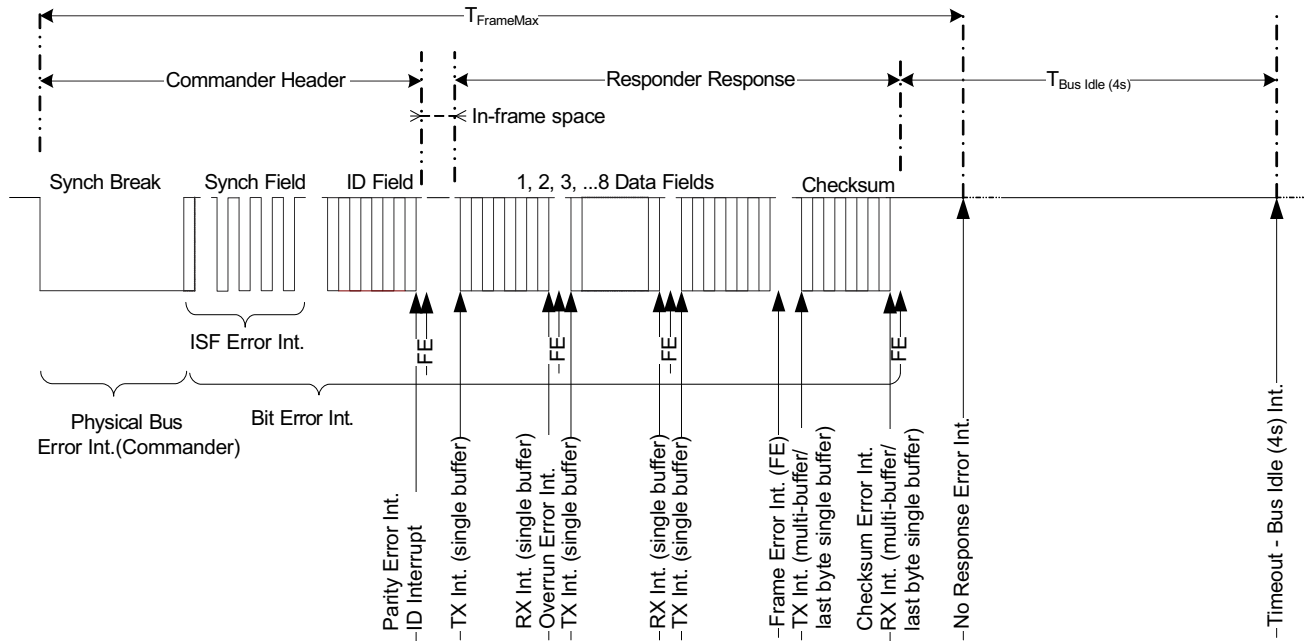 TFrameMax
Commander Header
Responder Response
TBus Idle (4s)
In-frame space
Synch Break
Synch Field
ID Field
1, 2, 3, ...8 Data Fields
Checksum
ISF Error Int.
FE
FE
FE
FE
Physical Bus
Error Int.(Commander)
Bit Error Int.
Parity Error Int.
ID Interrupt
TX Int. (single buffer)
RX Int. (single buffer)
Overrun Error Int.
TX Int. (single buffer)
RX Int. (single buffer)
TX Int. (single buffer)
Frame Error Int. (FE)
TX Int. (multi-buffer/
last byte single buffer)
Checksum Error Int.
RX Int. (multi-buffer/
last byte single buffer)
No Response Error Int.
Timeout - Bus Idle (4s) Int.